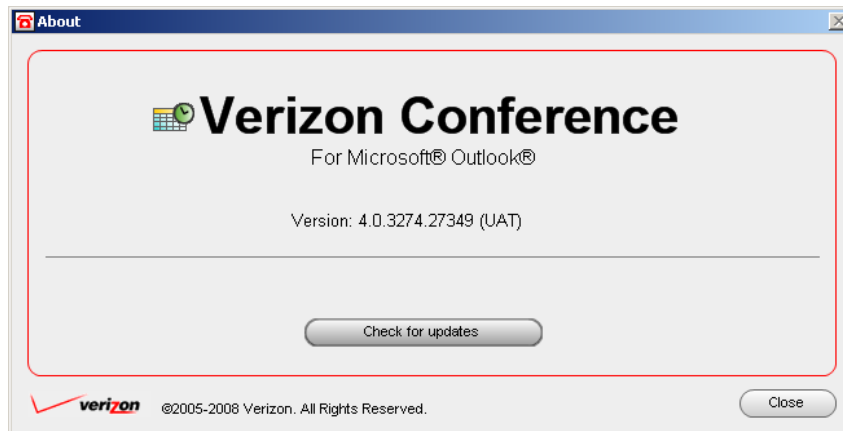 About
Verizon Conference
For Microsoft® Outlook®
Version: 4.0.3274.27349 (UAT)
Check for updates
verizon ©2005-2008 Verizon. All Rights Reserved.
Close